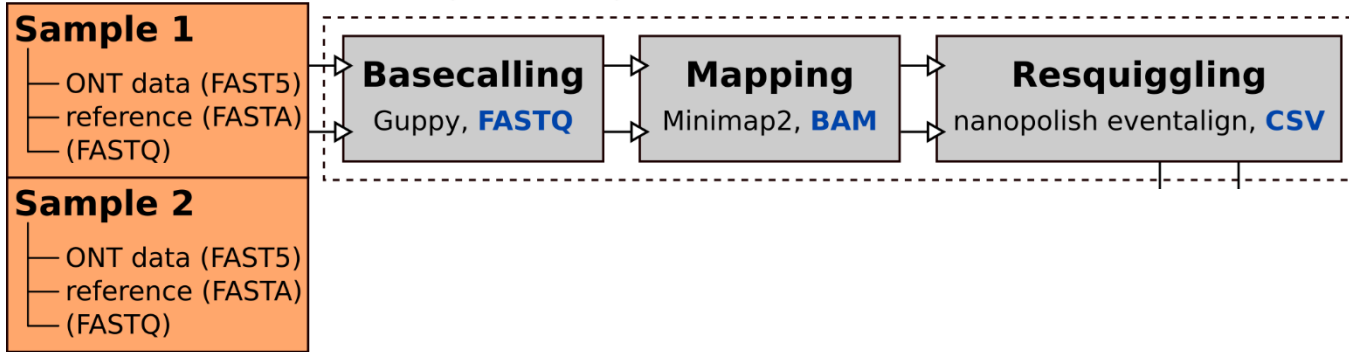 Sample 1
ONT data (FAST5)
reference (FASTA)
(FASTQ)
Sample 2
ONT data (FAST5)
reference (FASTA)
(FASTQ)
Basecalling
Guppy, FASTQ
Mapping
Minimap2, BAM
Resquiggling
nanopolish eventalign, CSV